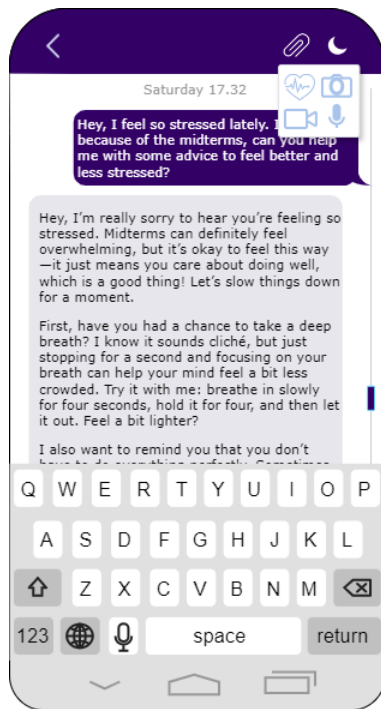 Saturday 17.32
Hey, I feel so stressed lately. I
because of the midterms, can you help
me with some advice to feel better and
less stressed?
Hey, I’m really sorry to hear you’re feeling so
stressed. Midterms can definitely feel
overwhelming, but it’s okay to feel this way
—it just means you care about doing well,
which is a good thing! Let’s slow things down
for a moment.
First, have you had a chance to take a deep
breath? I know it sounds cliché, but just
stopping for a second and focusing on your
breath can help your mind feel a bit less
crowded. Try it with me: breathe in slowly
for four seconds, hold it for four, and then let
it out. Feel a bit lighter?
I also want to remind you that you don’t
have to do everything perfectly. Sometimes
Q W E R T Y U I O P
A S D F G H J K L
Z X C V B N M
123 space return